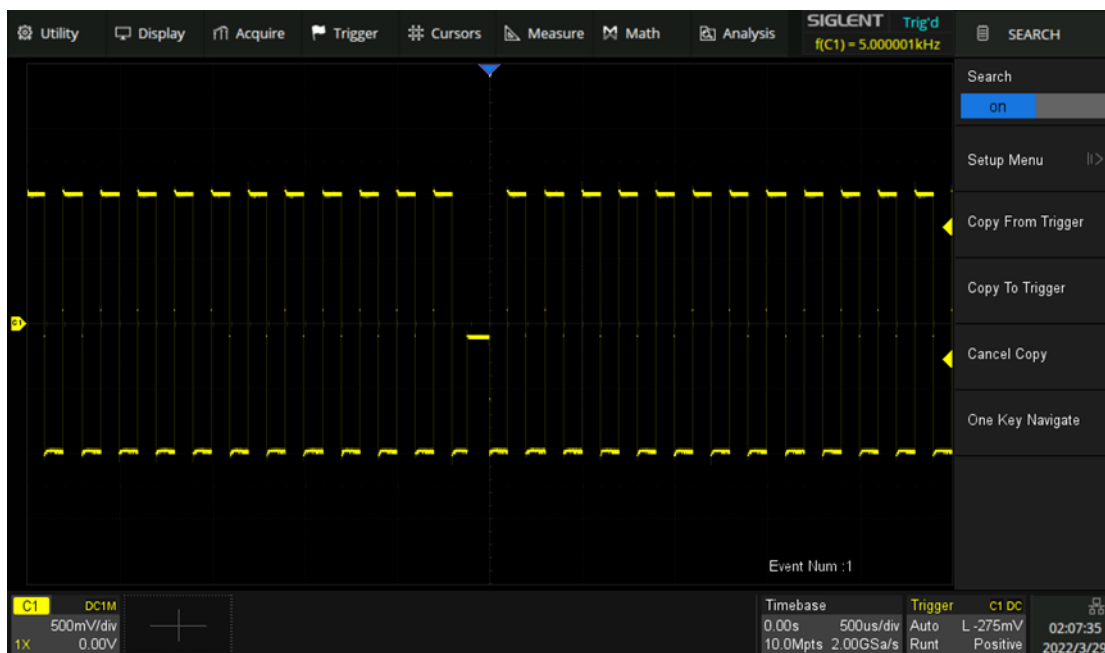 Utility Display Acquire Trigger Cursors Measure Math Analysis SIGLENT Trig'd SEARCH
f(C1) = 5.000001kHz
Search
on
Setup Menu
Copy From Trigger
Copy To Trigger
Cancel Copy
One Key Navigate
C1
Event Num :1
C1 DC1M
500mV/div
1X 0.00V
Timebase
0.00s 500us/div
10.0Mpts 2.00GSa/s
Trigger C1 DC
Auto L -275mV
Runt Positive
02:07:35
2022/3/29